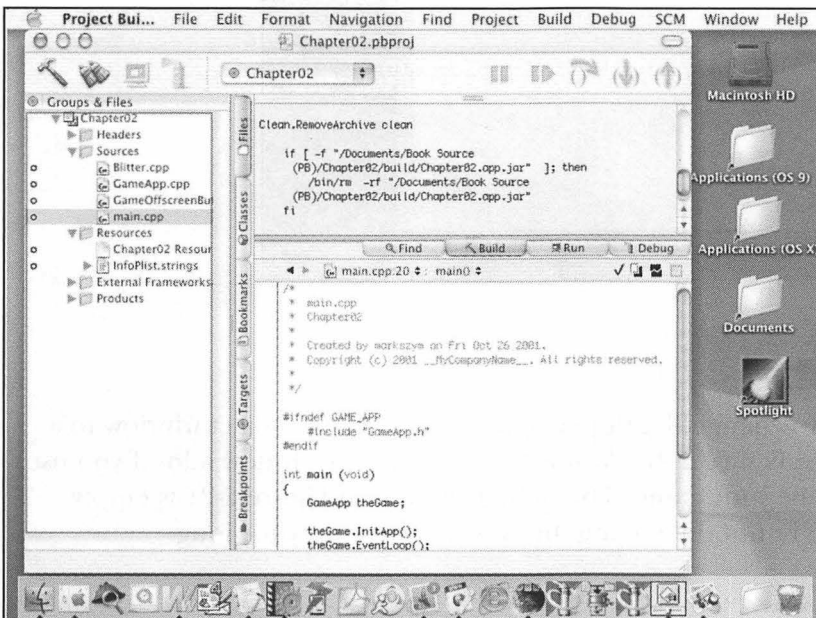 Project Bui... File Edit Format Navigation Find Project Build Debug SCM Window Help
Chapter02.pbproj
Chapter02
Macintosh HD
Groups & Files
Chapter02
Headers
Sources
Blitter.cpp
GameApp.cpp
GameOffscreenBu
main.cpp
Resources
Chapter02 Resour
InfoPlist.strings
External Frameworks
Products
Files
Classes
Bookmarks
Targets
Breakpoints
Clean.RemoveArchive clean
if [ -f "/Documents/Book Source
(PB)/Chapter02/build/Chapter02.app.jar" ]; then
/bin/rm -rf "/Documents/Book Source
(PB)/Chapter02/build/Chapter02.app.jar"
fi
Find Build Run Debug
main.cpp:20 : main()
/*
* main.cpp
* Chapter02
*
* Created by markszym on Fri Oct 26 2001.
* Copyright (c) 2001 __MyCompanyName__. All rights reserved.
*
*/
#ifndef GAME_APP
#include "GameApp.h"
#endif
int main (void)
{
GameApp theGame;
theGame.InitApp();
theGame.EventLoop();
Applications (OS 9)
Applications (OS X)
Documents
Spotlight